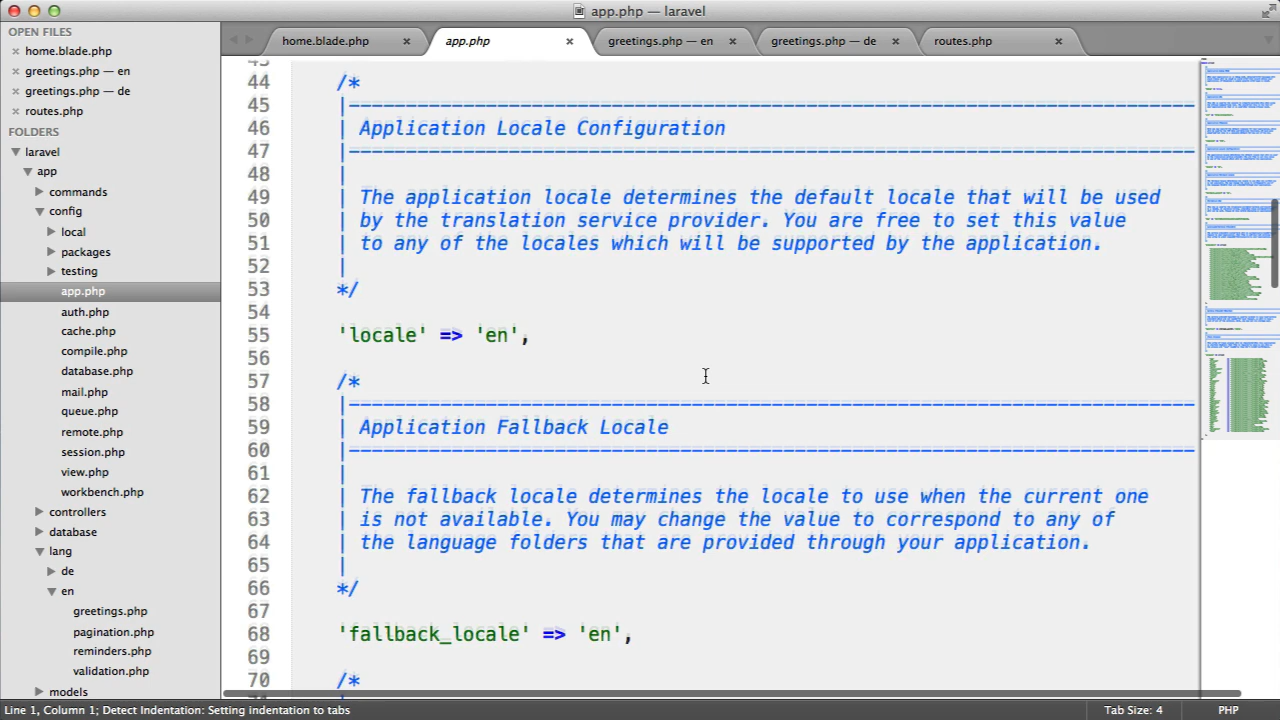 app.php — laravel
OPEN FILES
home.blade.php
greetings.php — en
greetings.php — de
routes.php
FOLDERS
laravel
app
commands
config
local
packages
testing
app.php
auth.php
cache.php
compile.php
database.php
mail.php
queue.php
remote.php
session.php
view.php
workbench.php
controllers
database
lang
de
en
greetings.php
pagination.php
reminders.php
validation.php
models
home.blade.php
app.php
greetings.php — en
greetings.php — de
routes.php
43
44 /*
45 |--------------------------------------------------------------------------
46 | Application Locale Configuration
47 |--------------------------------------------------------------------------
48 |
49 | The application locale determines the default locale that will be used
50 | by the translation service provider. You are free to set this value
51 | to any of the locales which will be supported by the application.
52 |
53 */
54
55 'locale' => 'en',
56
57 /*
58 |--------------------------------------------------------------------------
59 | Application Fallback Locale
60 |--------------------------------------------------------------------------
61 |
62 | The fallback locale determines the locale to use when the current one
63 | is not available. You may change the value to correspond to any of
64 | the language folders that are provided through your application.
65 |
66 */
67
68 'fallback_locale' => 'en',
69
70 /*
Line 1, Column 1; Detect Indentation: Setting indentation to tabs
Tab Size: 4
PHP